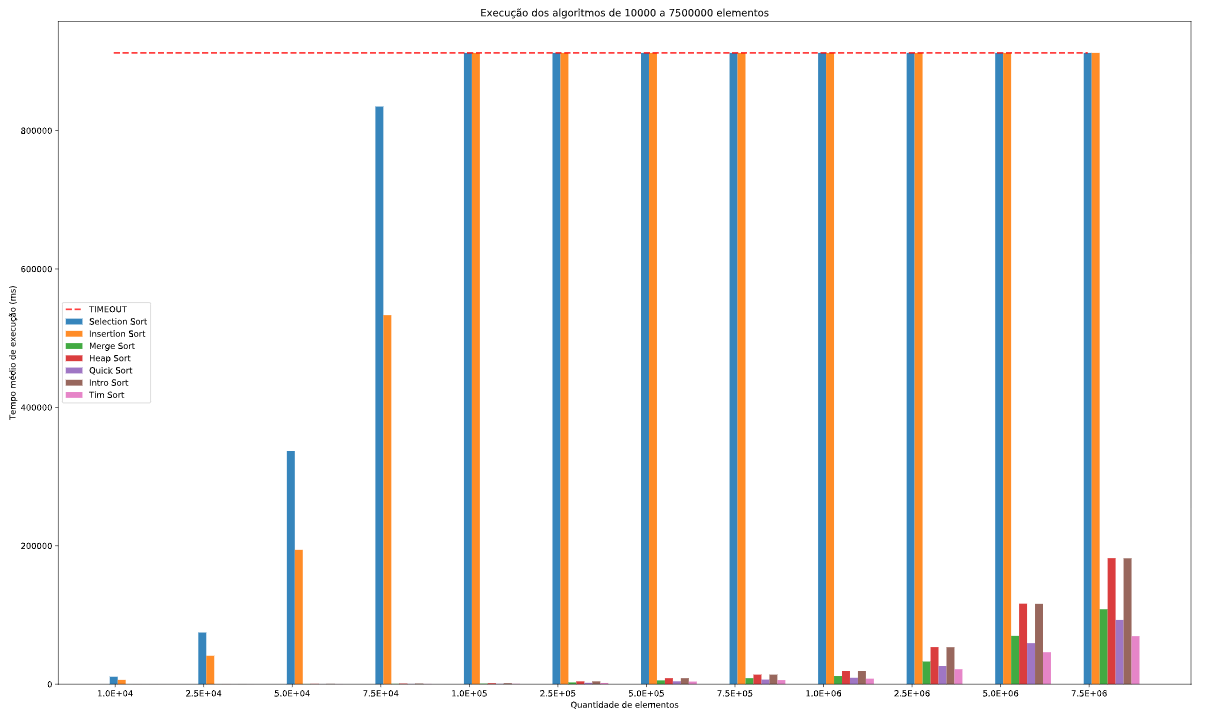 Execução dos algoritmos de 10000 a 7500000 elementos
Tempo médio de execução (ms)
800000
600000
400000
200000
0
TIMEOUT
Selection Sort
Insertion Sort
Merge Sort
Heap Sort
Quick Sort
Intro Sort
Tim Sort
1.0E+04 2.5E+04 5.0E+04 7.5E+04 1.0E+05 2.5E+05 5.0E+05 7.5E+05 1.0E+06 2.5E+06 5.0E+06 7.5E+06
Quantidade de elementos